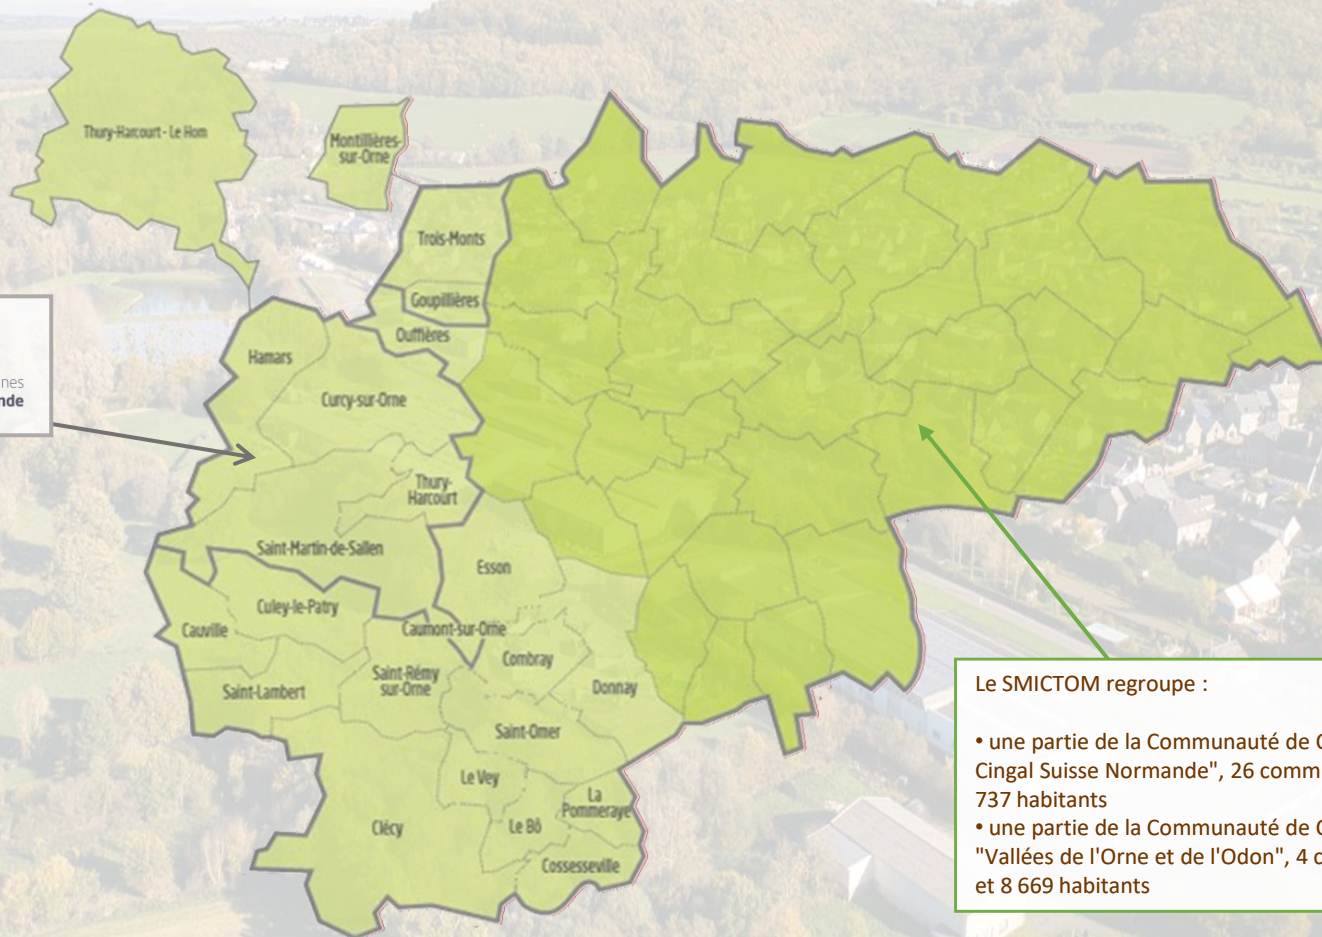 Thury-Harcourt - Le Hom
Montillières-
sur-Orne
Trois-Monts
Goupillières
Ouffières
Hamars
Curcy-sur-Orne
nes
nde
Thury-
Harcourt
Saint-Martin-de-Sallen
Esson
Culey-le-Patry
Cauville
Caumont-sur-Orne
Combray
Saint-Rémy
sur-Orne
Donnay
Saint-Lambert
Saint-Omer
Le Vey
La
Pommeraye
Clécy
Le Bô
Cossesseville
Le SMICTOM regroupe :
• une partie de la Communauté de C
Cingal Suisse Normande", 26 comm
737 habitants
• une partie de la Communauté de C
"Vallées de l'Orne et de l'Odon", 4 c
et 8 669 habitants